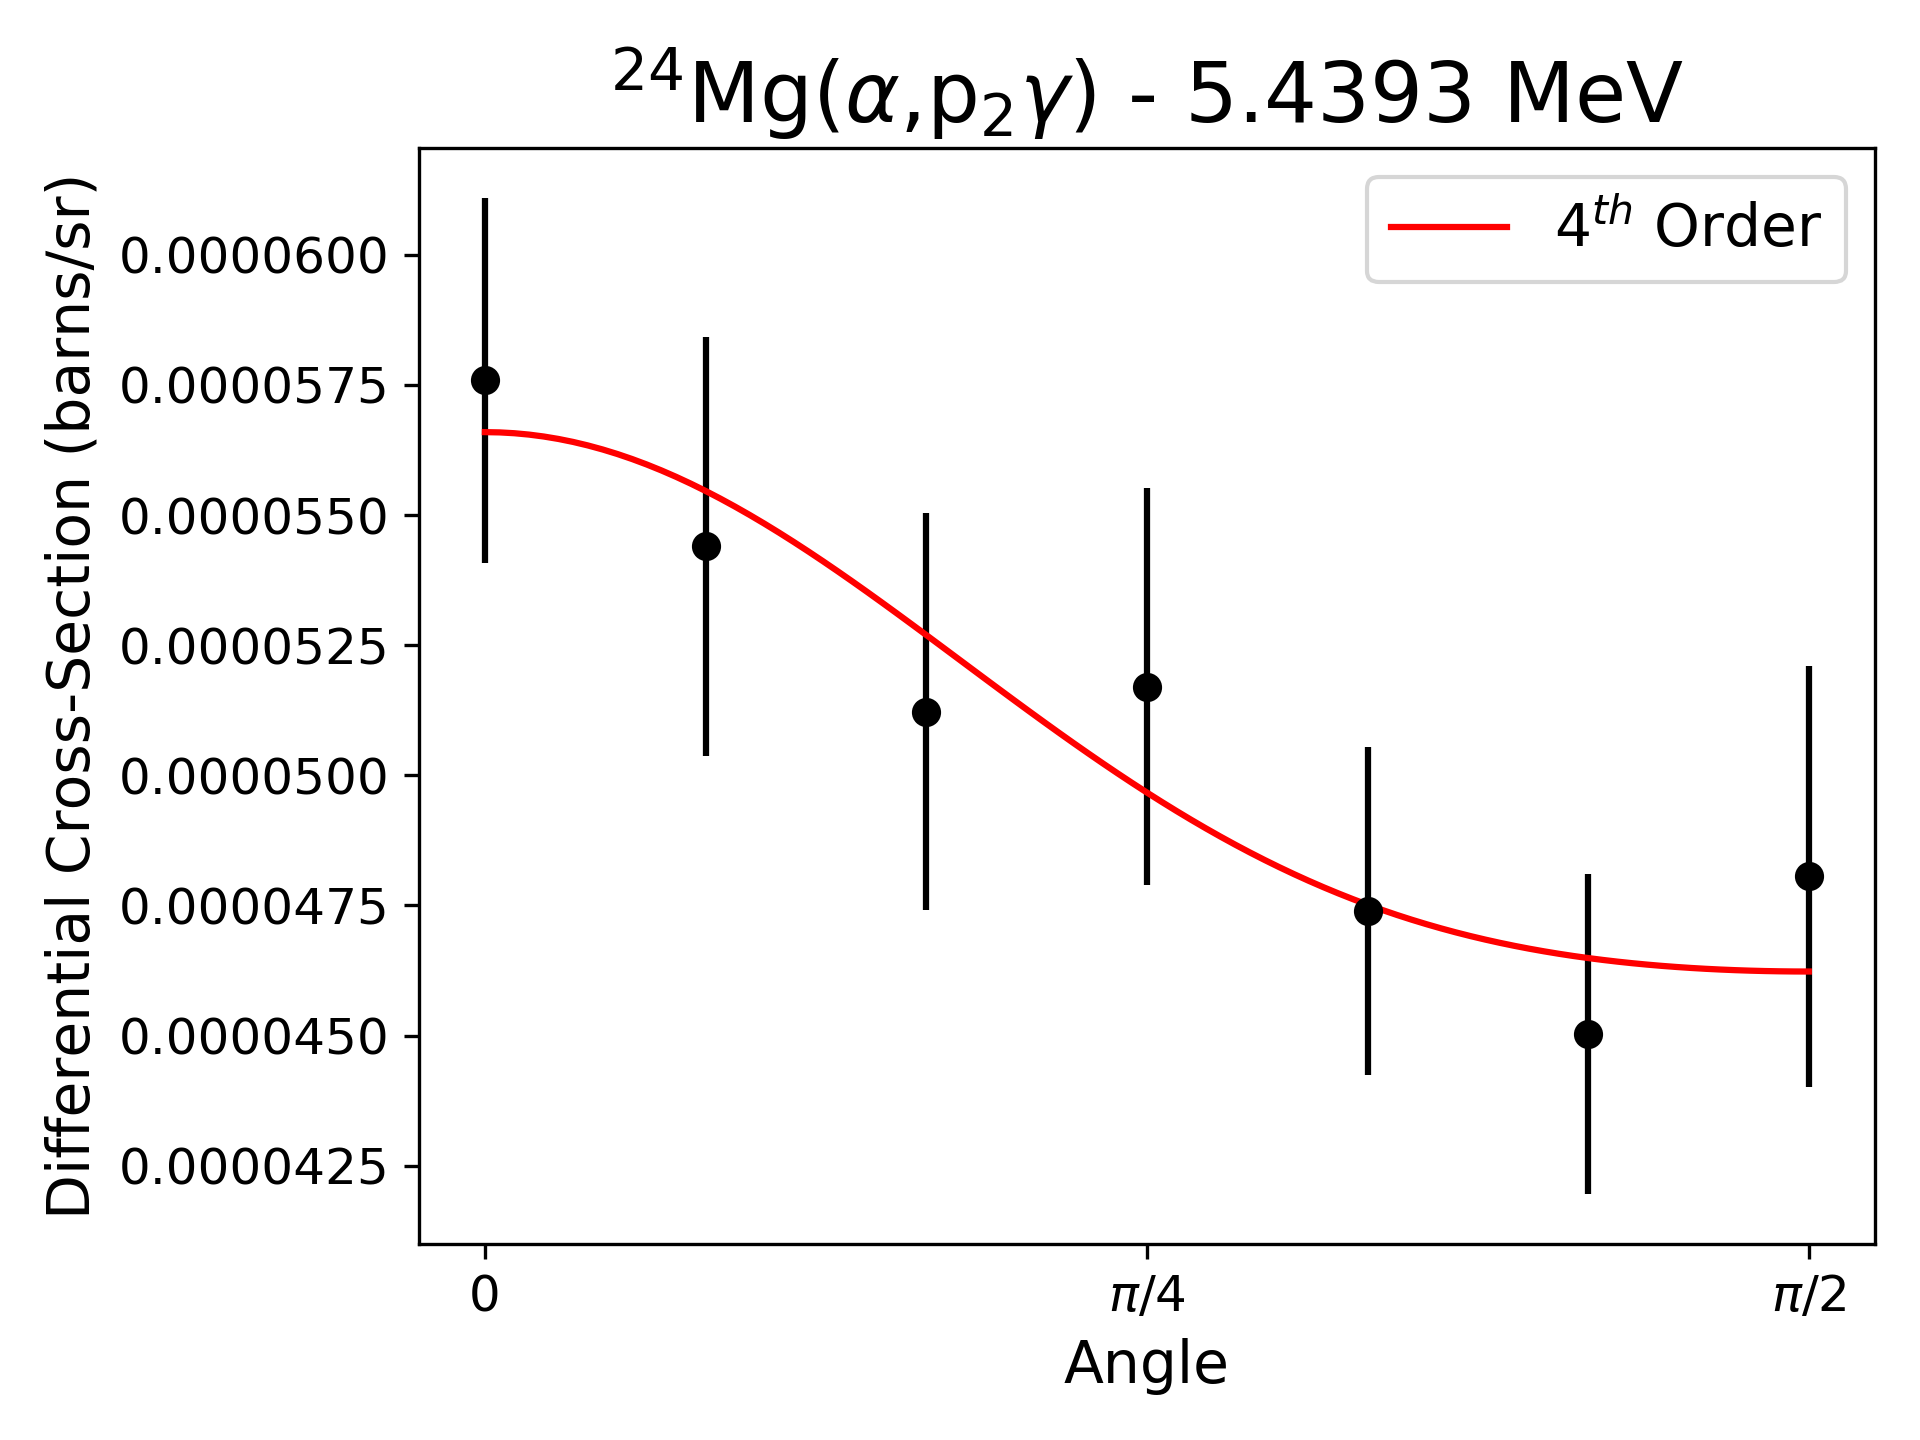 ²⁴Mg(α,p₂γ) - 5.4393 MeV
4ᵗʰ Order
Differential Cross-Section (barns/sr)
0.0000600
0.0000575
0.0000550
0.0000525
0.0000500
0.0000475
0.0000450
0.0000425
0 π/4 π/2
Angle